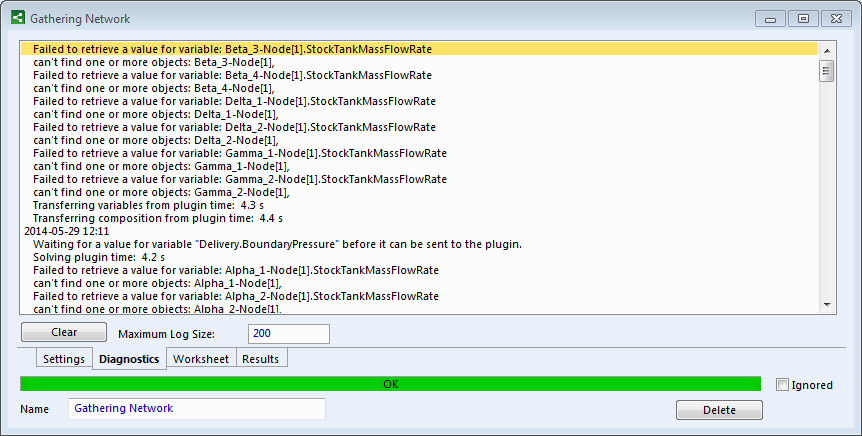 Gathering Network
Failed to retrieve a value for variable: Beta_3-Node[1].StockTankMassFlowRate
can't find one or more objects: Beta_3-Node[1],
Failed to retrieve a value for variable: Beta_4-Node[1].StockTankMassFlowRate
can't find one or more objects: Beta_4-Node[1],
Failed to retrieve a value for variable: Delta_1-Node[1].StockTankMassFlowRate
can't find one or more objects: Delta_1-Node[1],
Failed to retrieve a value for variable: Delta_2-Node[1].StockTankMassFlowRate
can't find one or more objects: Delta_2-Node[1],
Failed to retrieve a value for variable: Gamma_1-Node[1].StockTankMassFlowRate
can't find one or more objects: Gamma_1-Node[1],
Failed to retrieve a value for variable: Gamma_2-Node[1].StockTankMassFlowRate
can't find one or more objects: Gamma_2-Node[1],
Transferring variables from plugin time: 4.3 s
Transferring composition from plugin time: 4.4 s
2014-05-29 12:11
Waiting for a value for variable "Delivery.BoundaryPressure" before it can be sent to the plugin.
Solving plugin time: 4.2 s
Failed to retrieve a value for variable: Alpha_1-Node[1].StockTankMassFlowRate
can't find one or more objects: Alpha_1-Node[1],
Failed to retrieve a value for variable: Alpha_2-Node[1].StockTankMassFlowRate
can't find one or more objects: Alpha_2-Node[1],
Clear Maximum Log Size: 200
Settings Diagnostics Worksheet Results
OK Ignored
Name Gathering Network Delete